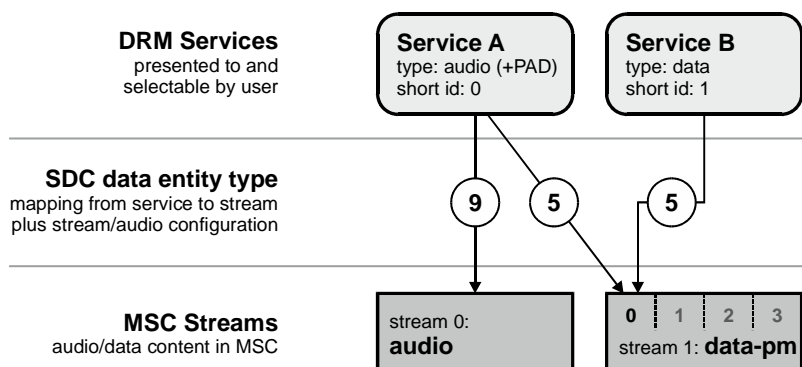 DRM Services
presented to and
selectable by user
Service A
type: audio (+PAD)
short id: 0
Service B
type: data
short id: 1
SDC data entity type
mapping from service to stream
plus stream/audio configuration
9
5
5
MSC Streams
audio/data content in MSC
stream 0:
audio
0 1 2 3
stream 1: data-pm